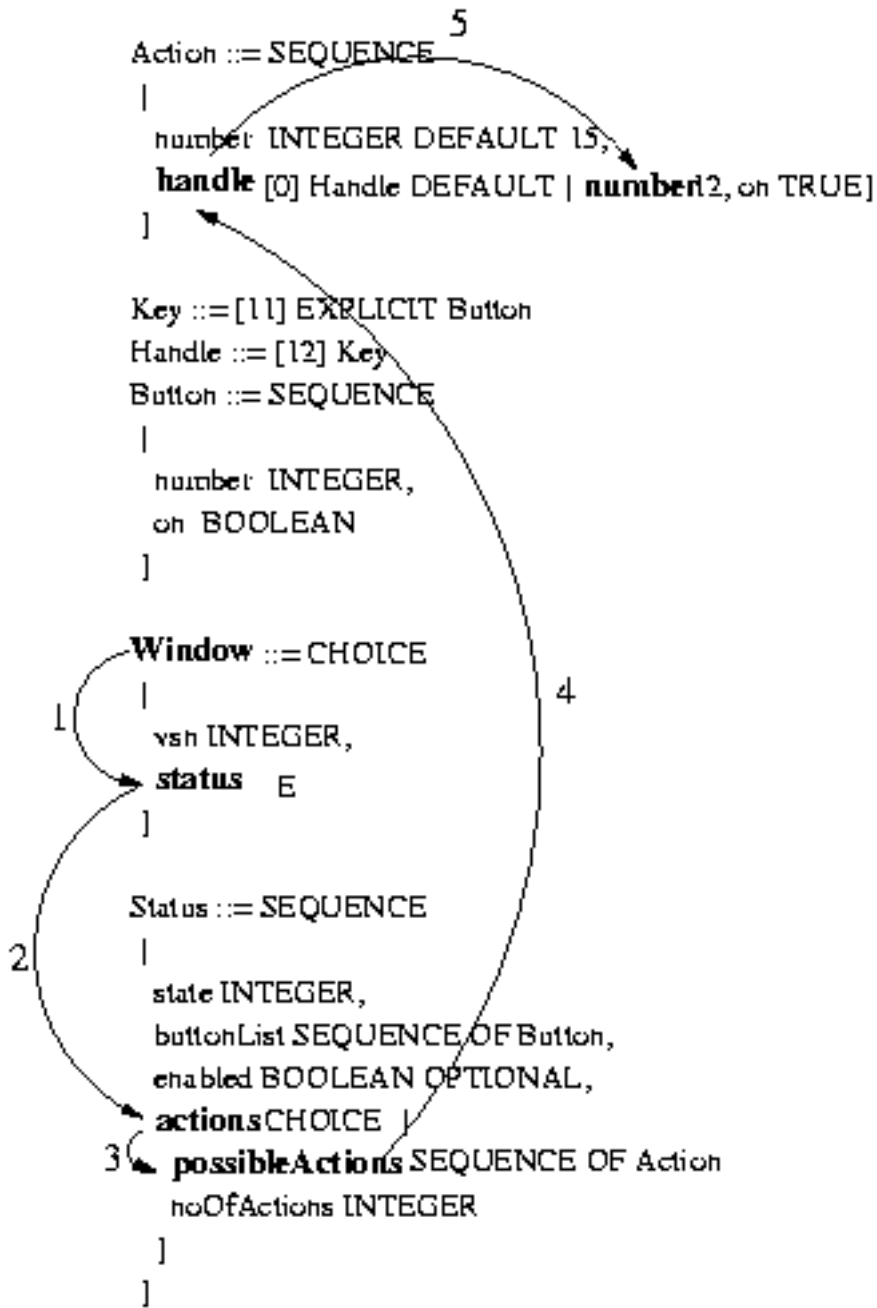 5
Action ::= SEQUENCE
|
number INTEGER DEFAULT 15,
handle [0] Handle DEFAULT | number12, on TRUE]
]
Key ::= [11] EXPLICIT Button
Handle ::= [12] Key
Button ::= SEQUENCE
|
number INTEGER,
on BOOLEAN
]
Window ::= CHOICE
|
4
1
vsn INTEGER,
status E
]
Status ::= SEQUENCE
|
2
state INTEGER,
buttonList SEQUENCE OF Button,
enabled BOOLEAN OPTIONAL,
actions CHOICE |
3 possibleActions SEQUENCE OF Action
noOfActions INTEGER
]
]